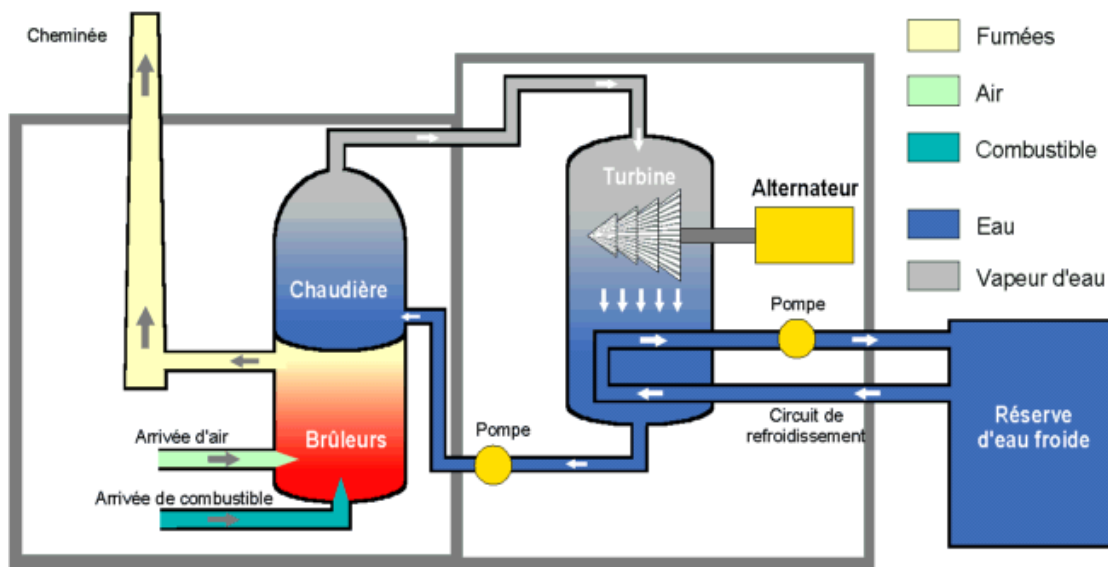 Cheminée
Fumées
Air
Combustible
Eau
Vapeur d'eau
Turbine
Alternateur
Chaudière
Pompe
Brûleurs
Arrivée d'air
Arrivée de combustible
Pompe
Circuit de
refroidissement
Réserve
d'eau froide